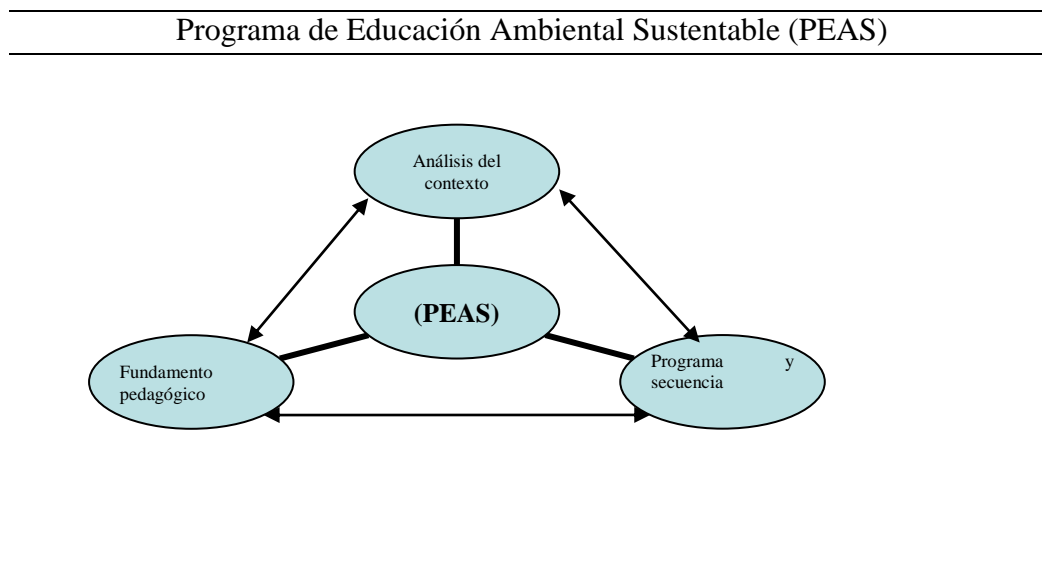 Programa de Educación Ambiental Sustentable (PEAS)
Análisis del
contexto
(PEAS)
Fundamento
pedagógico
Programa y
secuencia